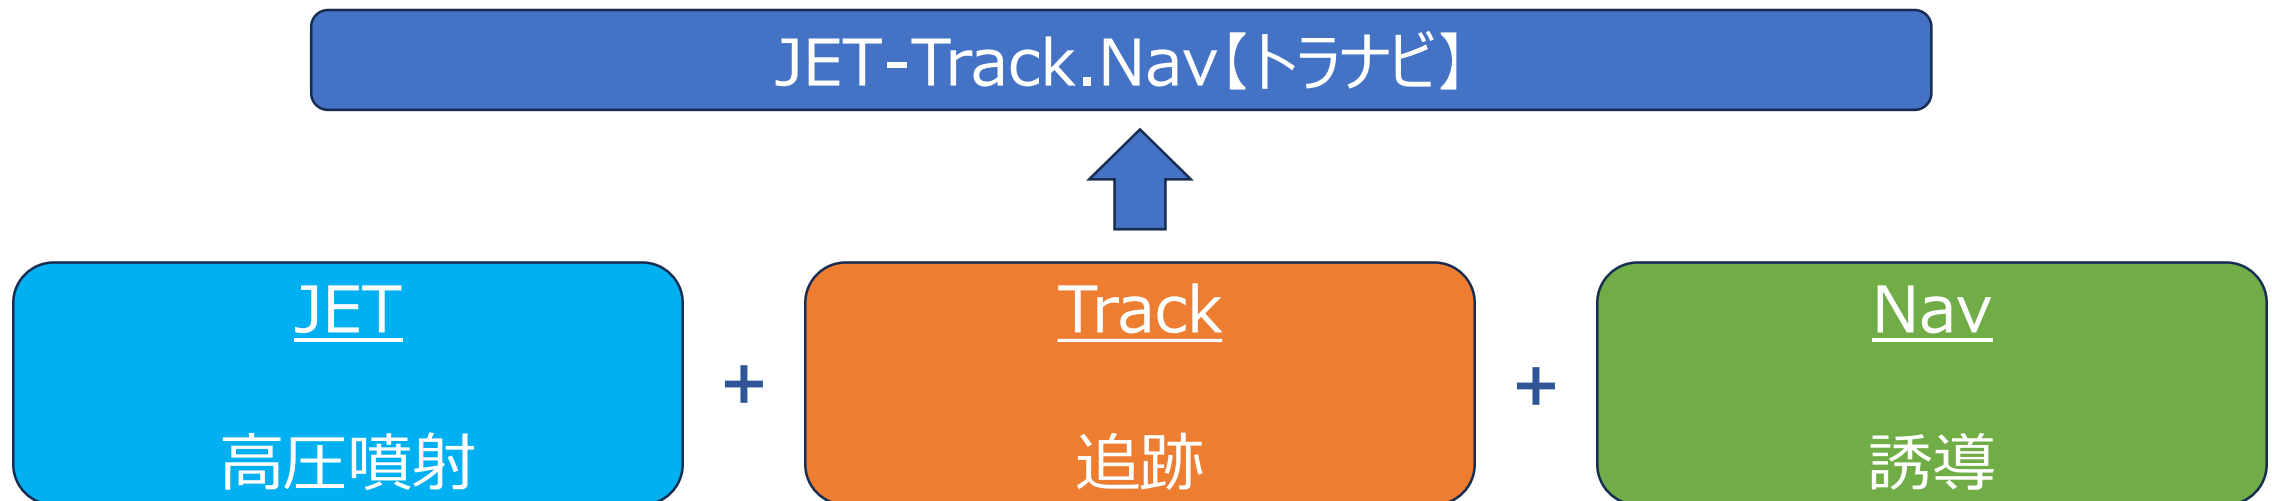 JET-Track.Nav【トラナビ】
JET
高圧噴射
+
Track
追跡
+
Nav
誘導